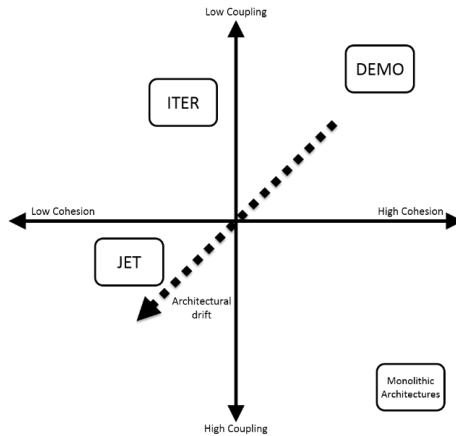 Low Coupling
DEMO
ITER
Low Cohesion
High Cohesion
JET
Architectural
drift
Monolithic
Architectures
High Coupling